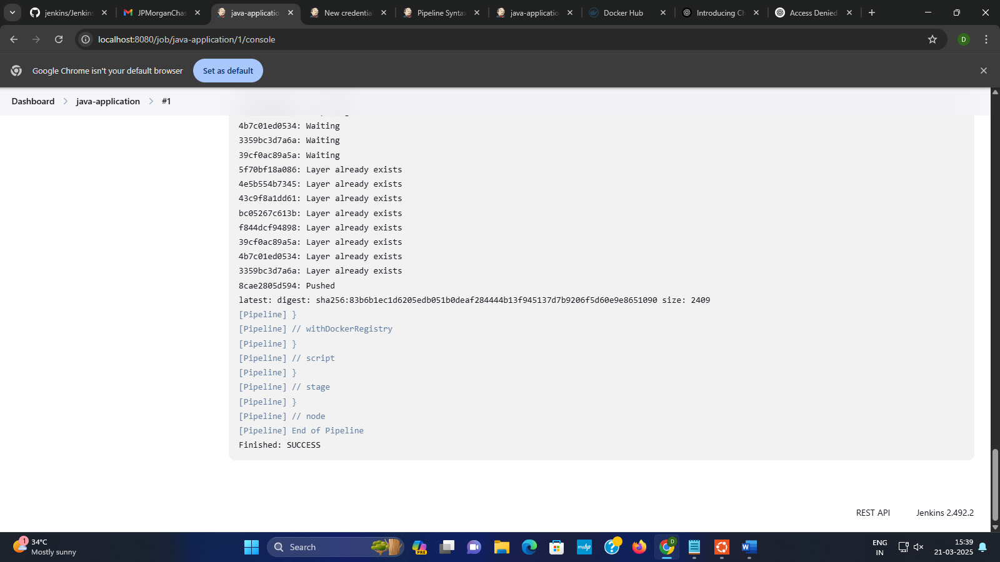 jenkins/Jenkins
JPMorganChas
java-applicatio
New credentia
Pipeline Synta
java-applicatio
Docker Hub
Introducing Ch
Access Denied
localhost:8080/job/java-application/1/console
D
Google Chrome isn't your default browser
Set as default
Dashboard
java-application
#1
4b7c01ed0534: Waiting
3359bc3d7a6a: Waiting
39cf0ac89a5a: Waiting
5f70bf18a086: Layer already exists
4e5b554b7345: Layer already exists
43c9f8a1dd61: Layer already exists
bc05267c613b: Layer already exists
f844dcf94898: Layer already exists
39cf0ac89a5a: Layer already exists
4b7c01ed0534: Layer already exists
3359bc3d7a6a: Layer already exists
8cae2805d594: Pushed
latest: digest: sha256:83b6b1ec1d6205edb051b0deaf284444b13f945137d7b9206f5d60e9e8651090 size: 2409
[Pipeline] }
[Pipeline] // withDockerRegistry
[Pipeline] }
[Pipeline] // script
[Pipeline] }
[Pipeline] // stage
[Pipeline] }
[Pipeline] // node
[Pipeline] End of Pipeline
Finished: SUCCESS
REST API
Jenkins 2.492.2
1
34°C
Mostly sunny
Search
PRE
myhp
D
ENG
IN
15:39
21-03-2025